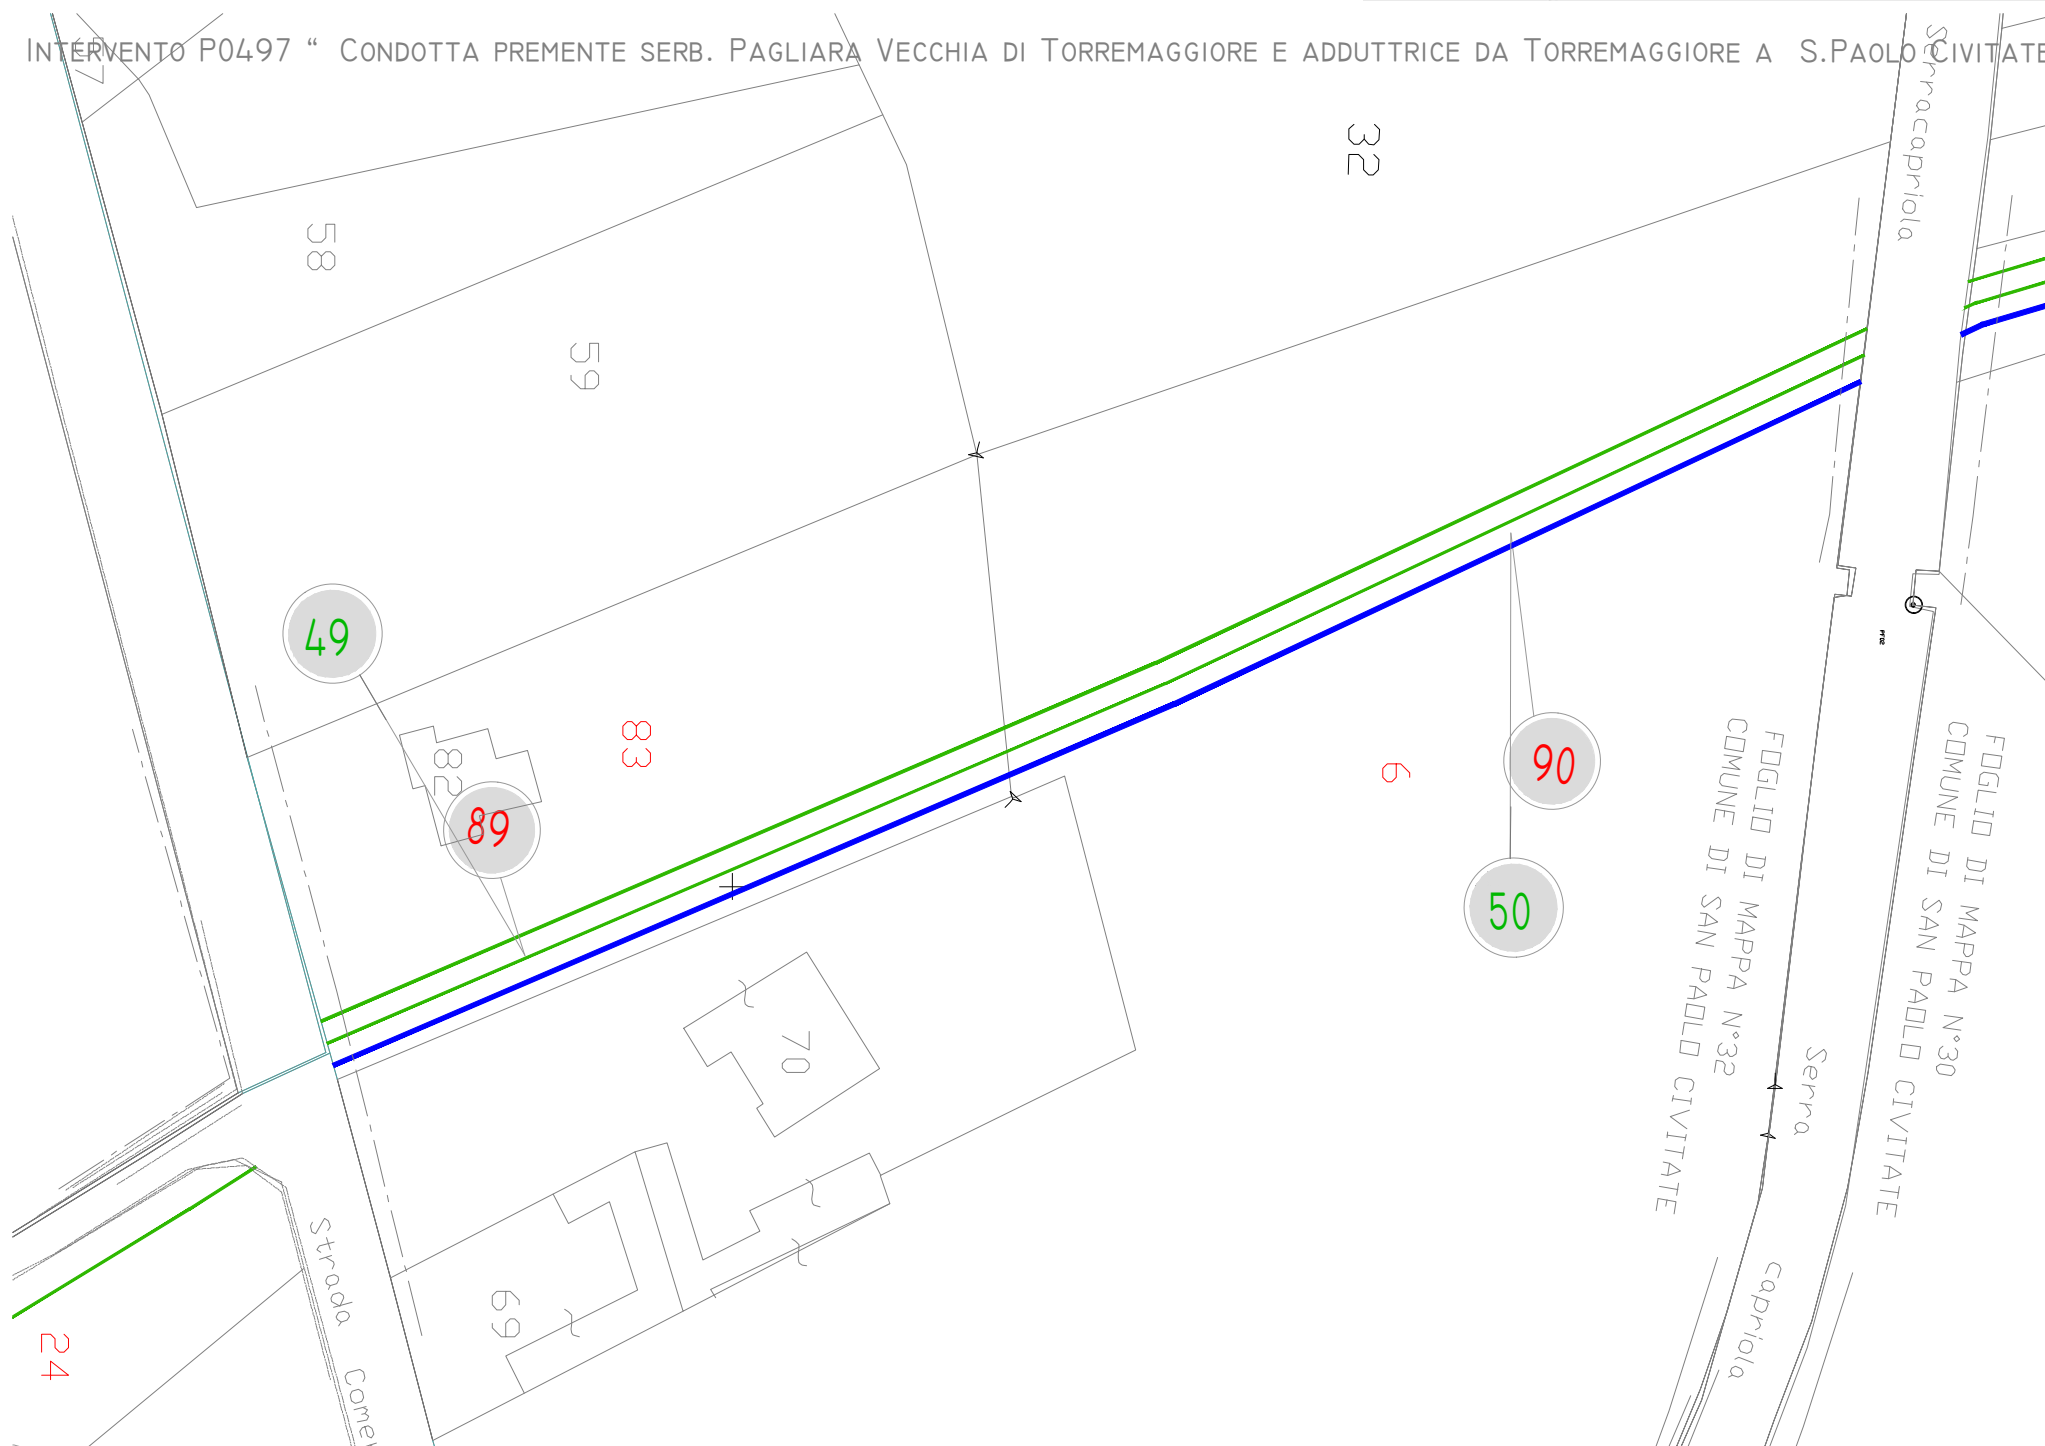 INTERVENTO P0497 “ CONDOTTA PREMENTE SERB. PAGLIARA VECCHIA DI TORREMAGGIORE E ADDUTTRICE DA TORREMAGGIORE A S.PAOLO CIVITATE
57
Serracapriola
32
58
59
49
82
83
89
90
6
50
PF02
FOGLIO DI MAPPA N°32
COMUNE DI SAN PAOLO CIVITATE
FOGLIO DI MAPPA N°30
COMUNE DI SAN PAOLO CIVITATE
70
Serra
capriola
69
Strada
24